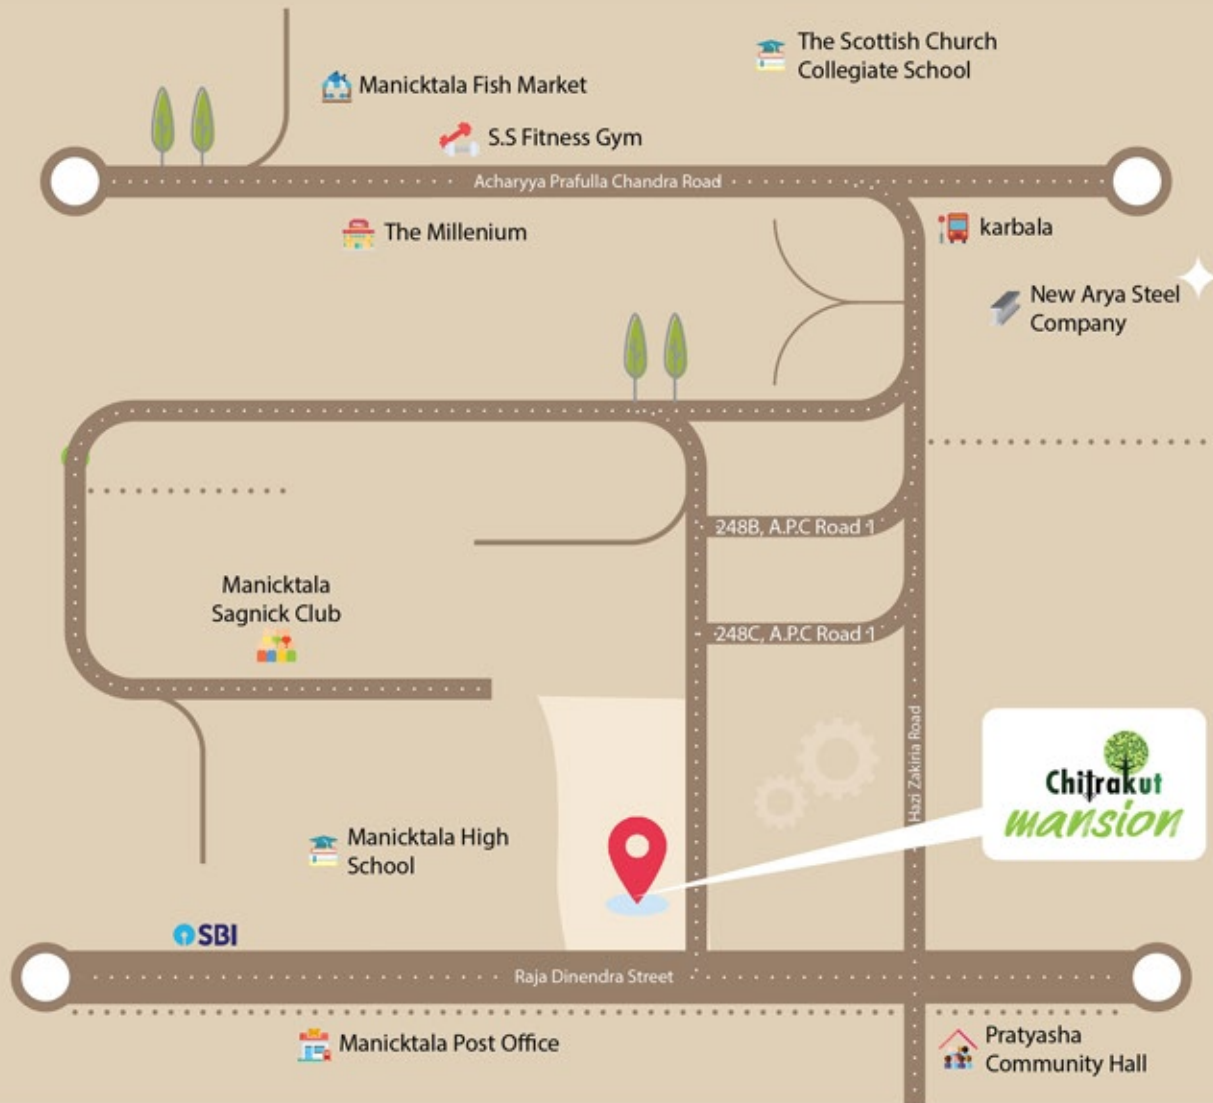 The Scottish Church
Collegiate School
Manicktala Fish Market
S.S Fitness Gym
Acharyya Prafulla Chandra Road
The Millenium
karbala
New Arya Steel
Company
248B, A.P.C Road 1
Manicktala
Sagnick Club
248C, A.P.C Road 1
Hazi Zakiria Road
Chitrakut
mansion
Manicktala High
School
SBI
Raja Dinendra Street
Manicktala Post Office
Pratyasha
Community Hall